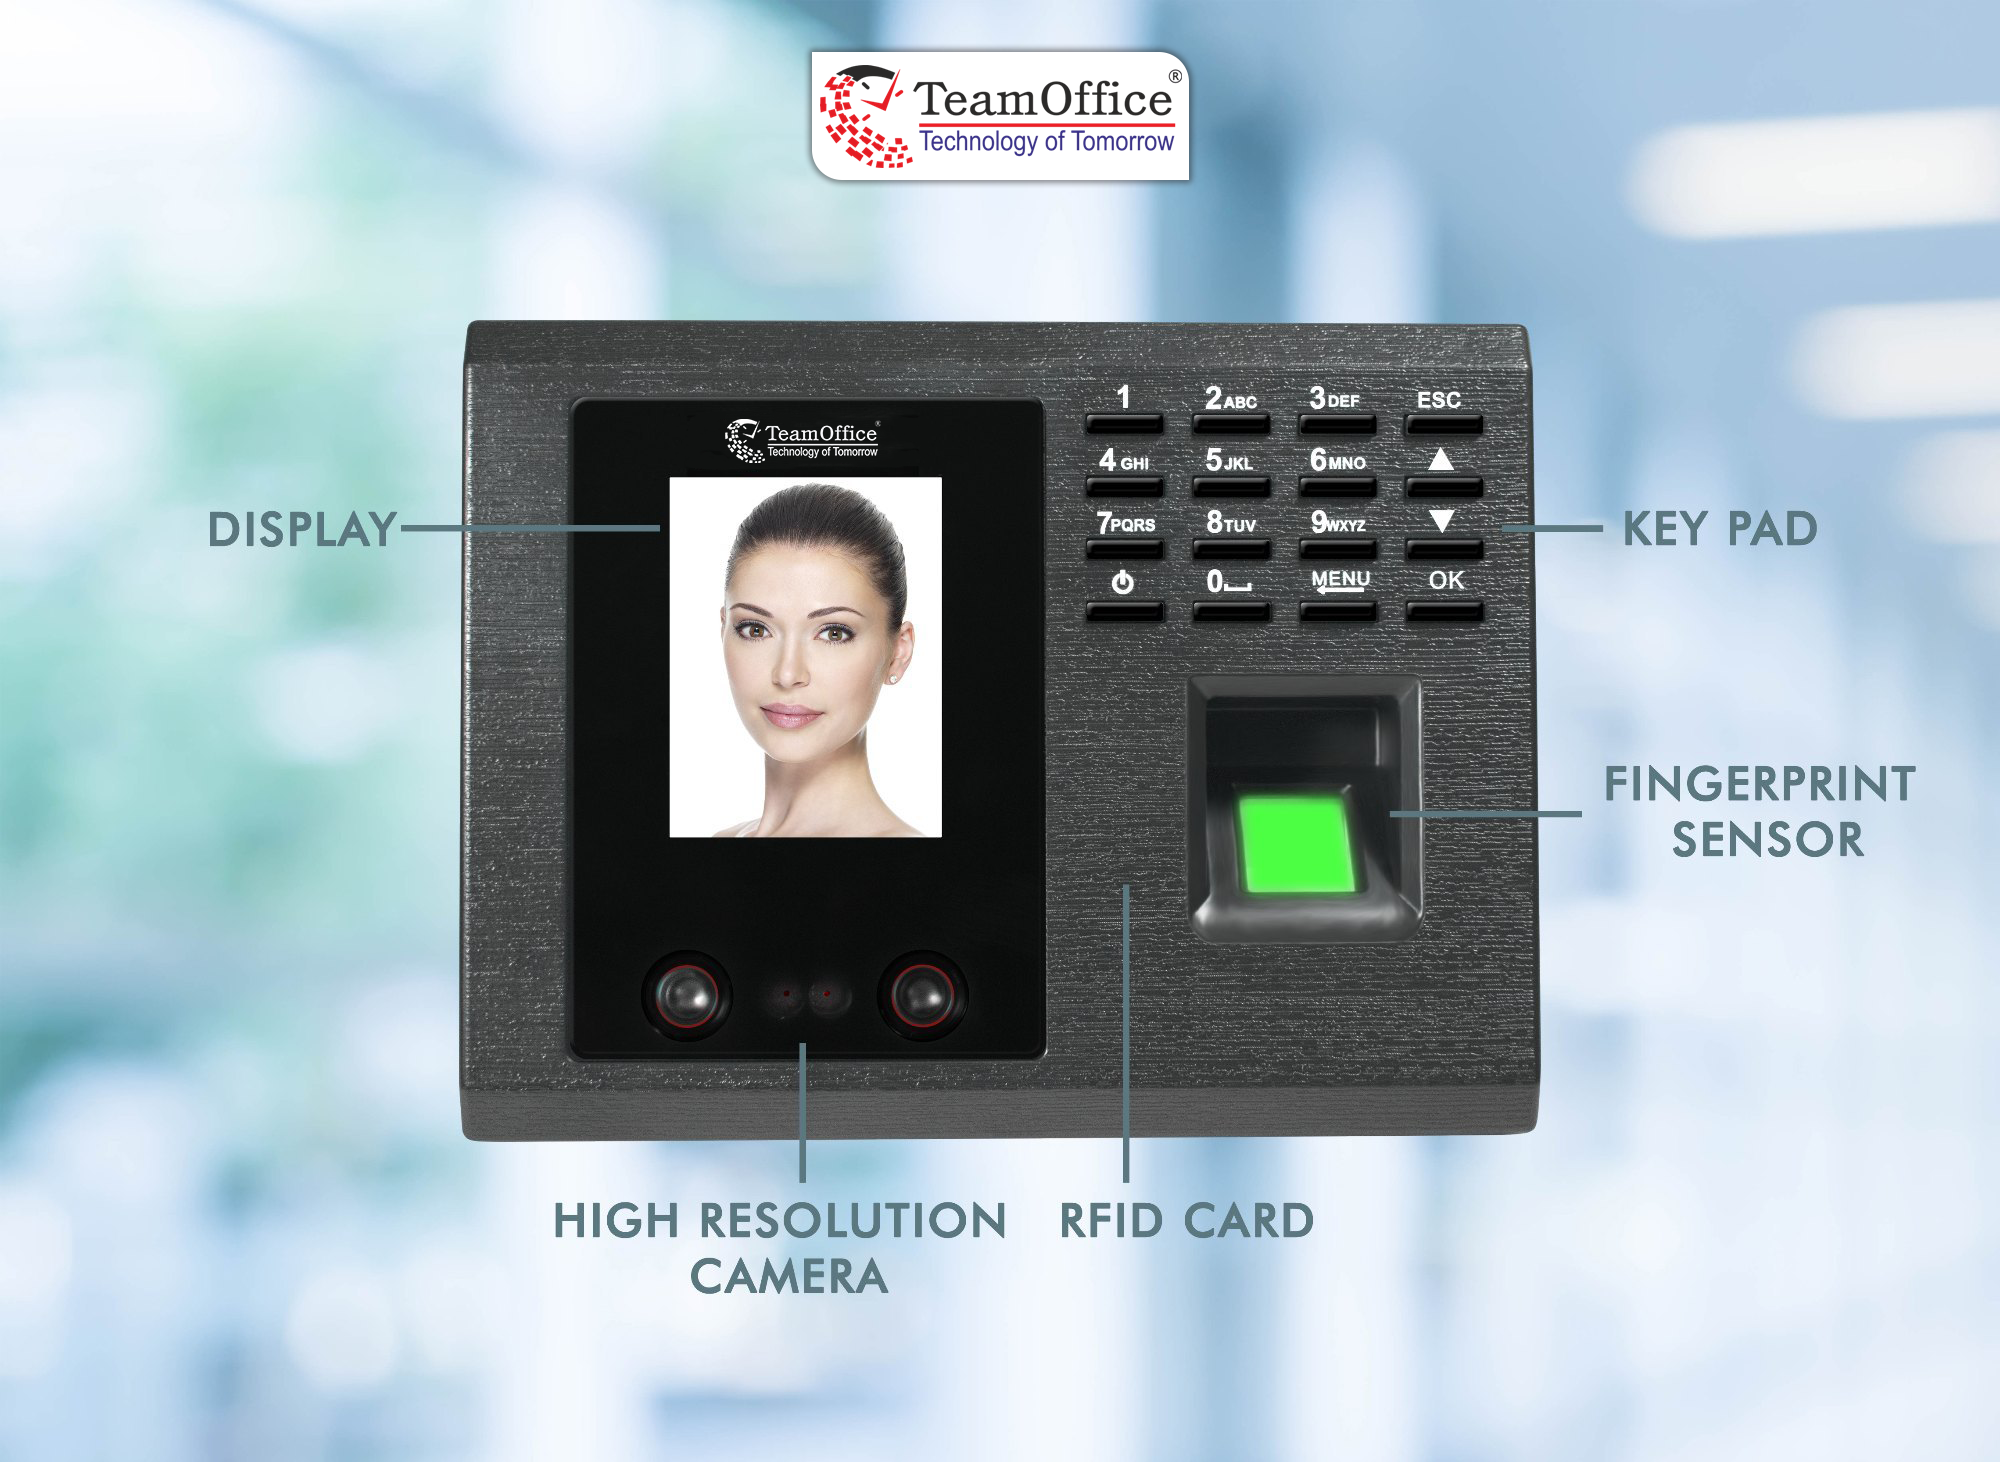 TeamOffice®
Technology of Tomorrow
TeamOffice®
Technology of Tomorrow
1 2ABC 3DEF ESC
4GHI 5JKL 6MNO ▲
7PQRS 8TUV 9WXYZ ▼
0 MENU OK
DISPLAY
KEY PAD
FINGERPRINT
SENSOR
HIGH RESOLUTION
CAMERA
RFID CARD